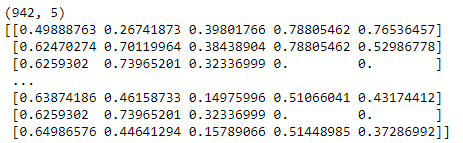 (942, 5)
[[0.49888763 0.26741873 0.39801766 0.78805462 0.76536457]
 [0.62470274 0.70119964 0.38438904 0.78805462 0.52986778]
 [0.6259302  0.73965201 0.32336999 0.         0.        ]
 ...
 [0.63874186 0.46158733 0.14975996 0.51066041 0.43174412]
 [0.6259302  0.73965201 0.32336999 0.         0.        ]
 [0.64986576 0.44641294 0.15789066 0.51448985 0.37286992]]